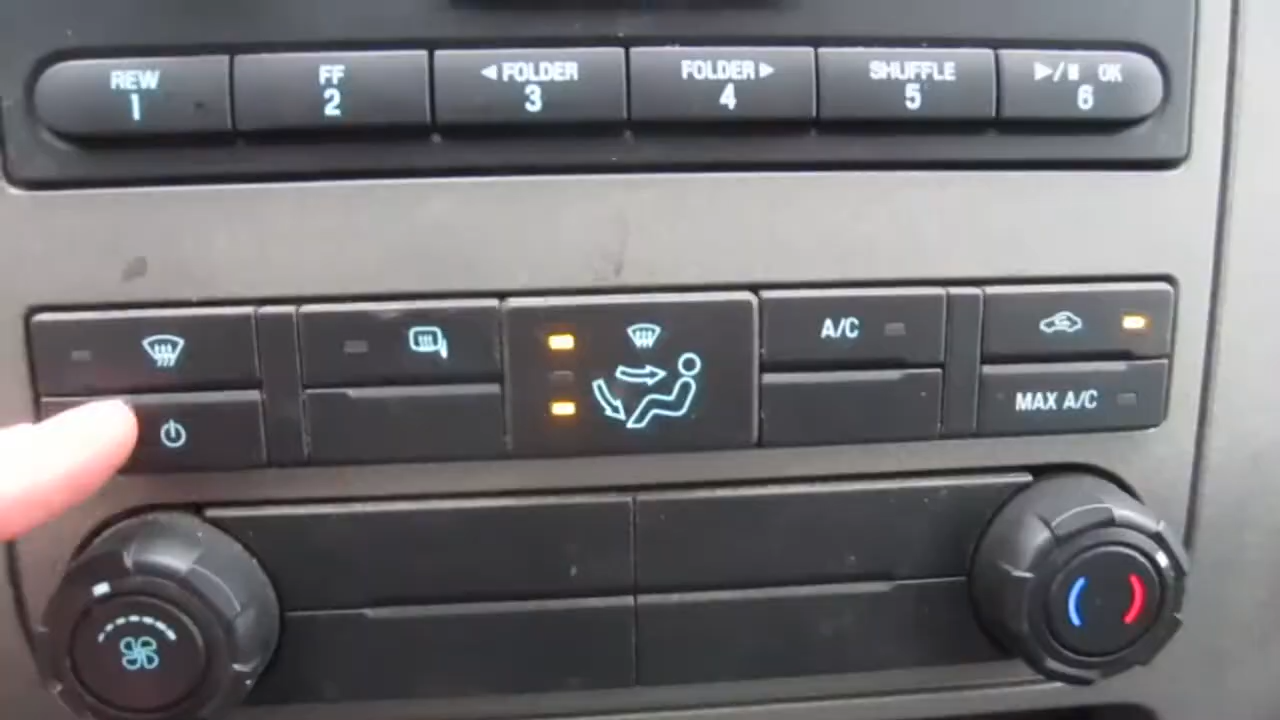 REW FF ◀FOLDER FOLDER▶ SHUFFLE ▶/II OK
1 2 3 4 5 6
A/C
MAX A/C